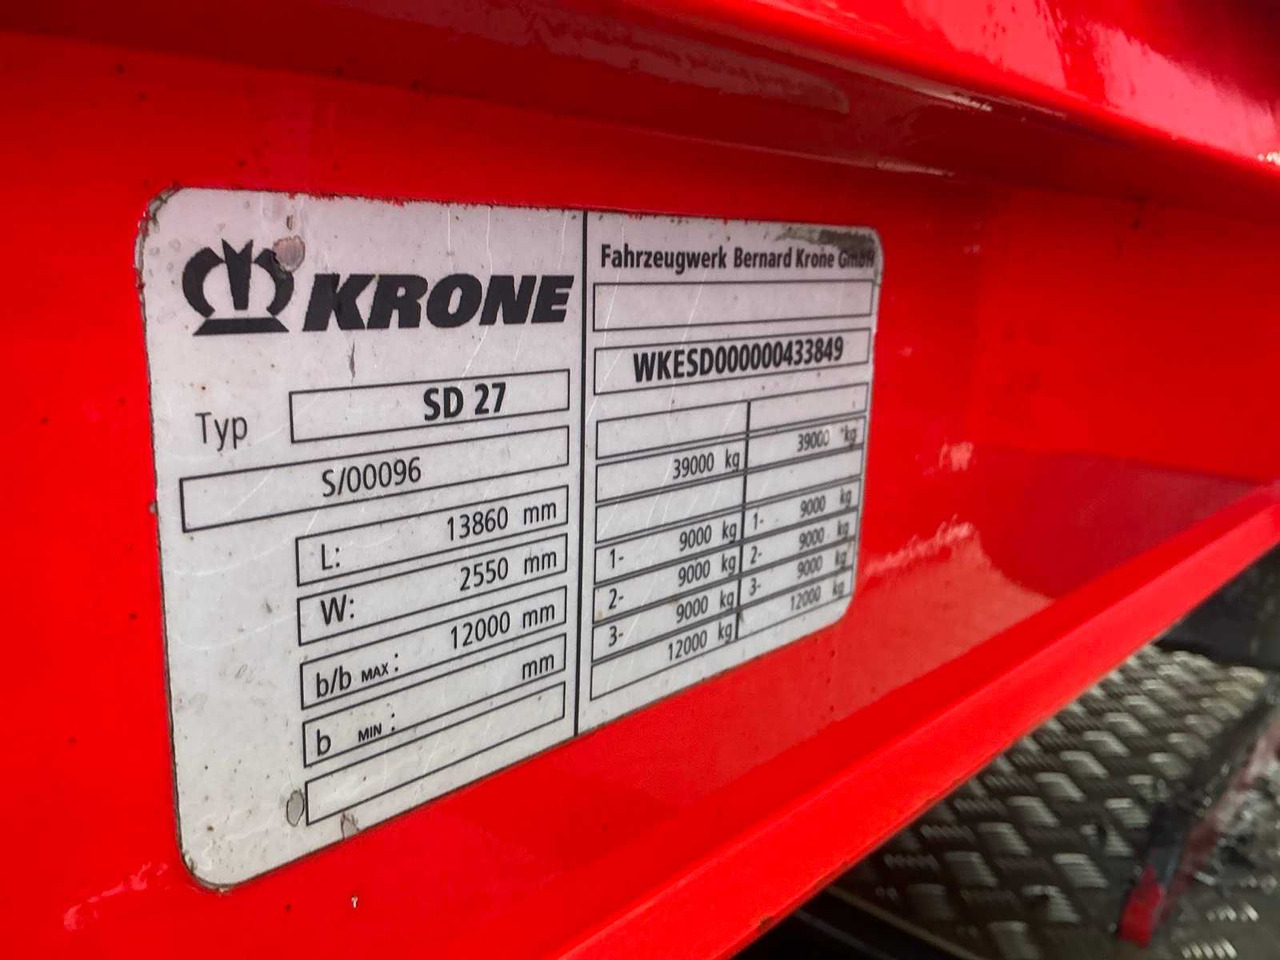 KRONE
Typ SD 27
S/00096
L: 13860 mm
W: 2550 mm
b/b MAX : 12000 mm
b MIN : mm
Fahrzeugwerk Bernard Krone GmbH
WKESD000000433849
39000 kg 39000 kg
1- 9000 kg 1- 9000 kg
2- 9000 kg 2- 9000 kg
3- 9000 kg 3- 9000 kg
12000 kg 12000 kg